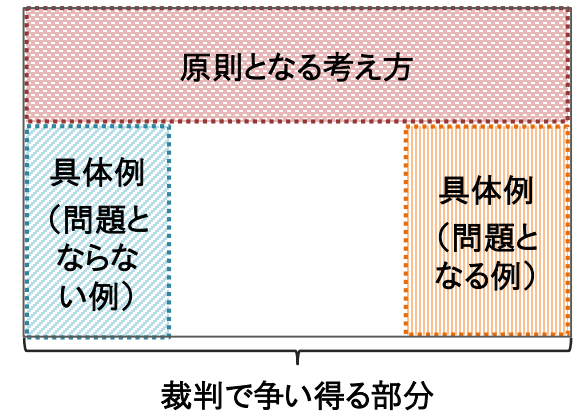 原則となる考え方
具体例
（問題と
ならな
い例）
具体例
（問題と
なる例）
裁判で争い得る部分